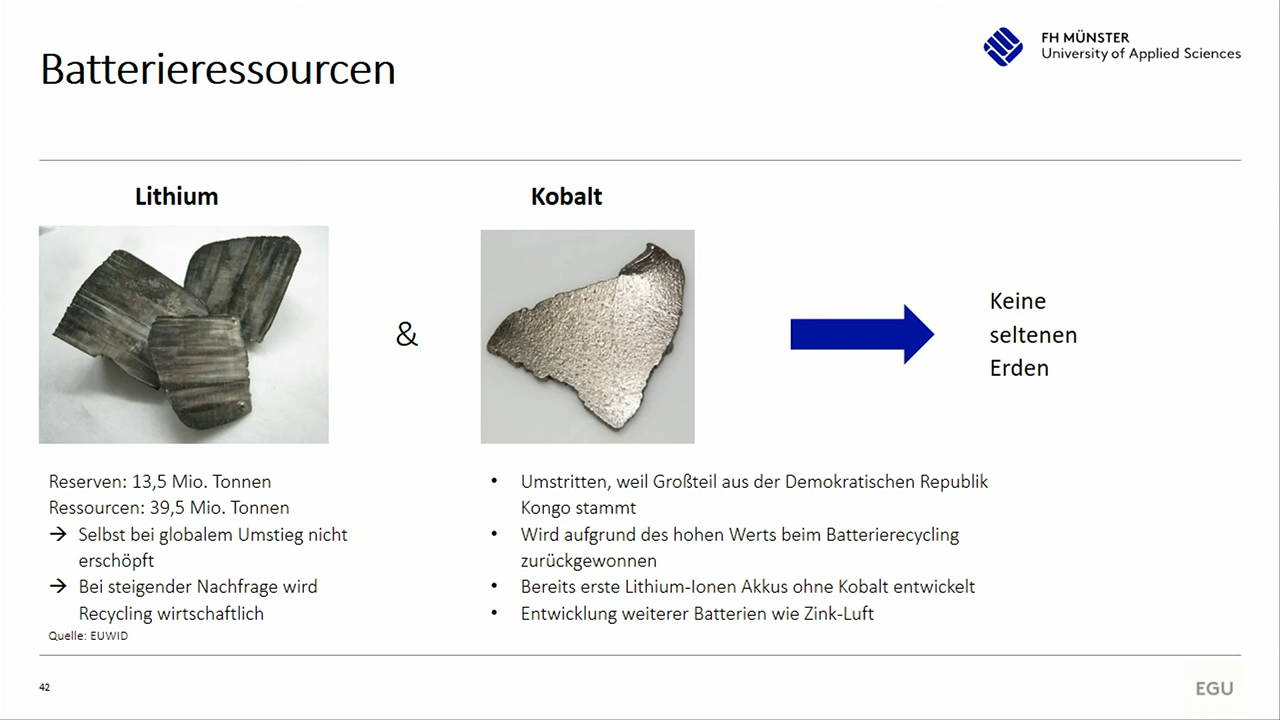 Batterieressourcen
FH MÜNSTER
University of Applied Sciences
Lithium
Kobalt
&
Keine
seltenen
Erden
Reserven: 13,5 Mio. Tonnen
Ressourcen: 39,5 Mio. Tonnen
→ Selbst bei globalem Umstieg nicht
erschöpft
→ Bei steigender Nachfrage wird
Recycling wirtschaftlich
Quelle: EUWID
• Umstritten, weil Großteil aus der Demokratischen Republik
Kongo stammt
• Wird aufgrund des hohen Werts beim Batterierecycling
zurückgewonnen
• Bereits erste Lithium-Ionen Akkus ohne Kobalt entwickelt
• Entwicklung weiterer Batterien wie Zink-Luft
42
EGU